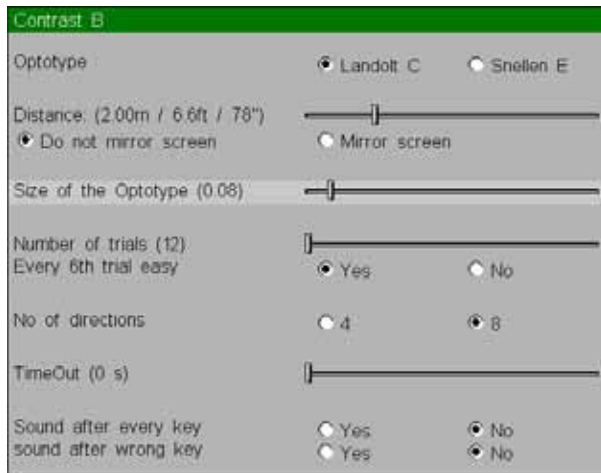 Contrast B
Optotype Landolt C Snellen E
Distance: (2.00m / 6.6ft / 78")
Do not mirror screen Mirror screen
Size of the Optotype (0.08)
Number of trials (12)
Every 6th trial easy Yes No
No of directions 4 8
TimeOut (0 s)
Sound after every key Yes No
sound after wrong key Yes No